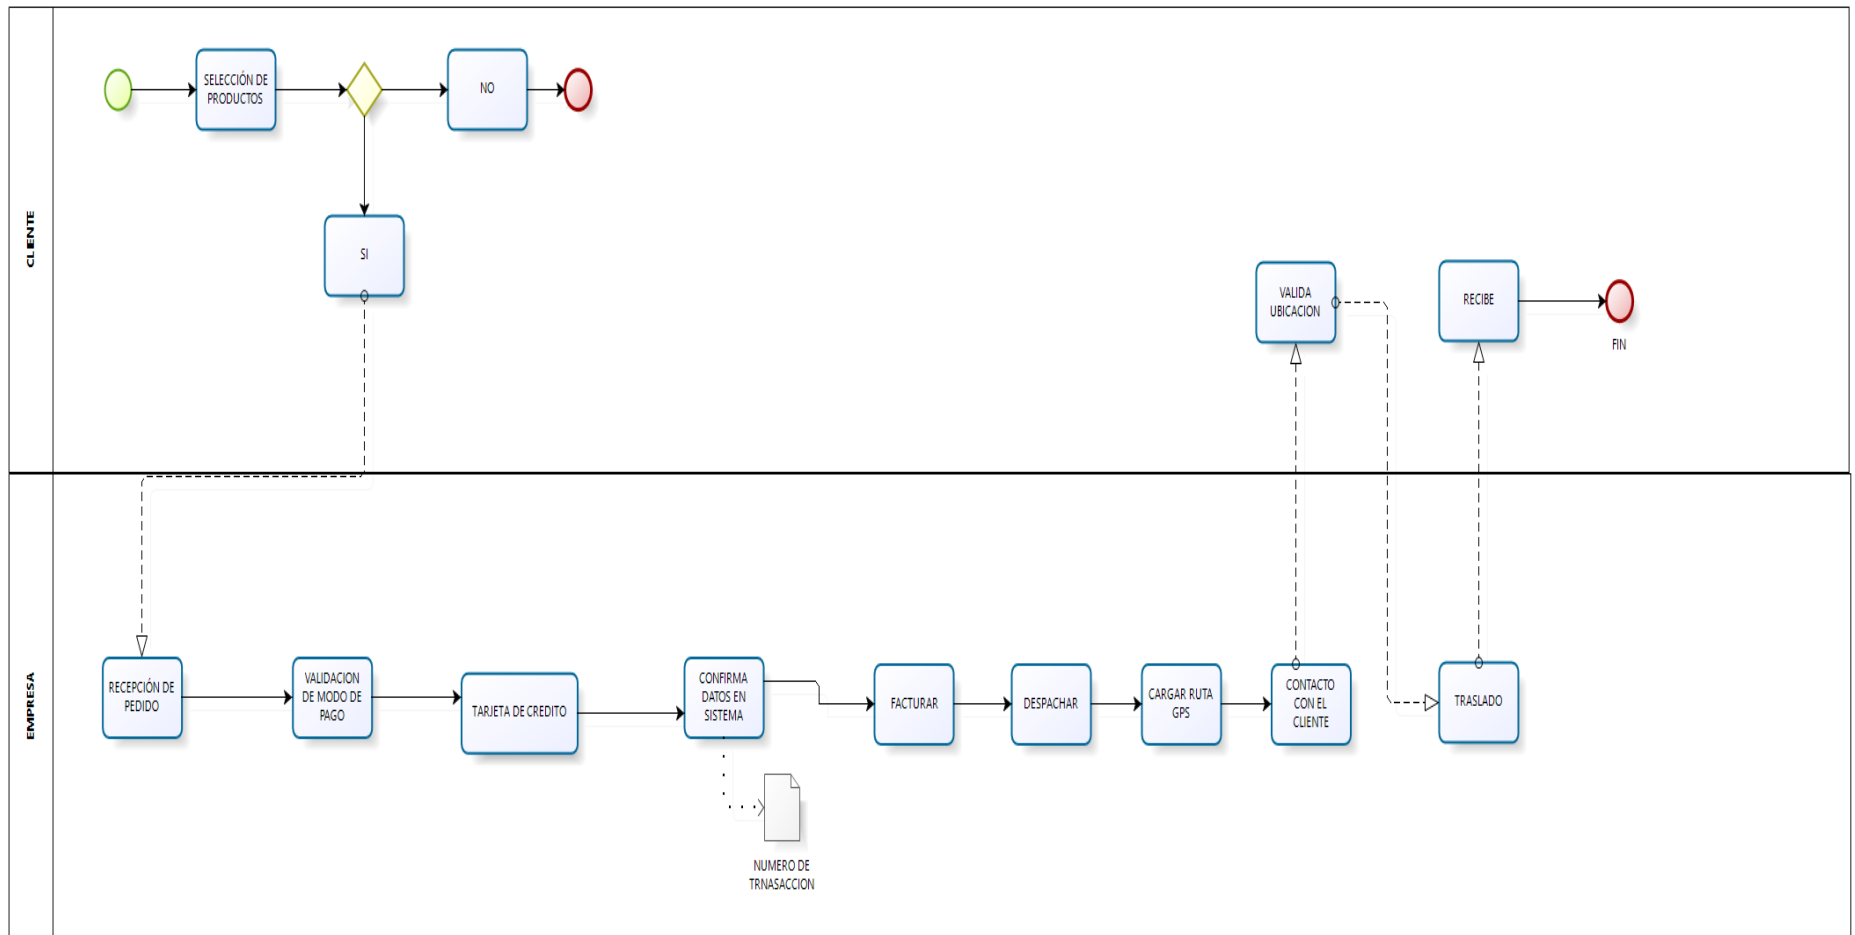 CLIENTE
SELECCIÓN DE
PRODUCTOS
NO
SI
VALIDA
UBICACION
RECIBE
FIN
EMPRESA
RECEPCIÓN DE
PEDIDO
VALIDACION
DE MODO DE
PAGO
TARJETA DE CREDITO
CONFIRMA
DATOS EN
SISTEMA
FACTURAR
DESPACHAR
CARGAR RUTA
GPS
CONTACTO
CON EL
CLIENTE
TRASLADO
NUMERO DE
TRNASACCION